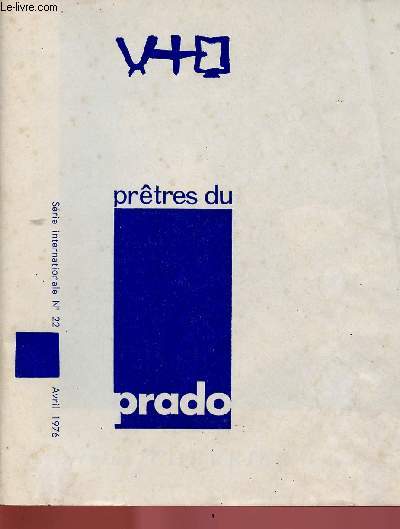 Le-livre.com
prêtres du
prado
Série internationale N° 22
Avril 1976